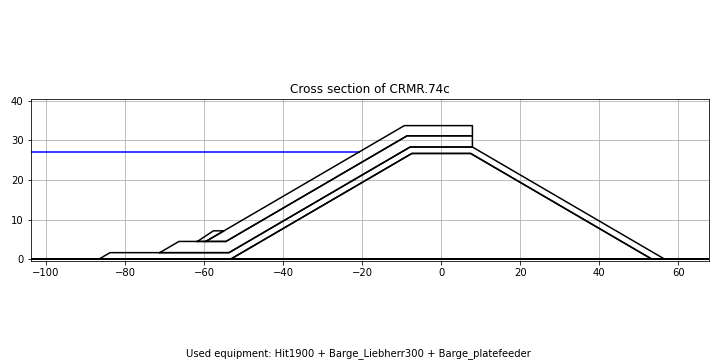 Cross section of CRMR.74c
40
30
20
10
0
−100 −80 −60 −40 −20 0 20 40 60
Used equipment: Hit1900 + Barge_Liebherr300 + Barge_platefeeder